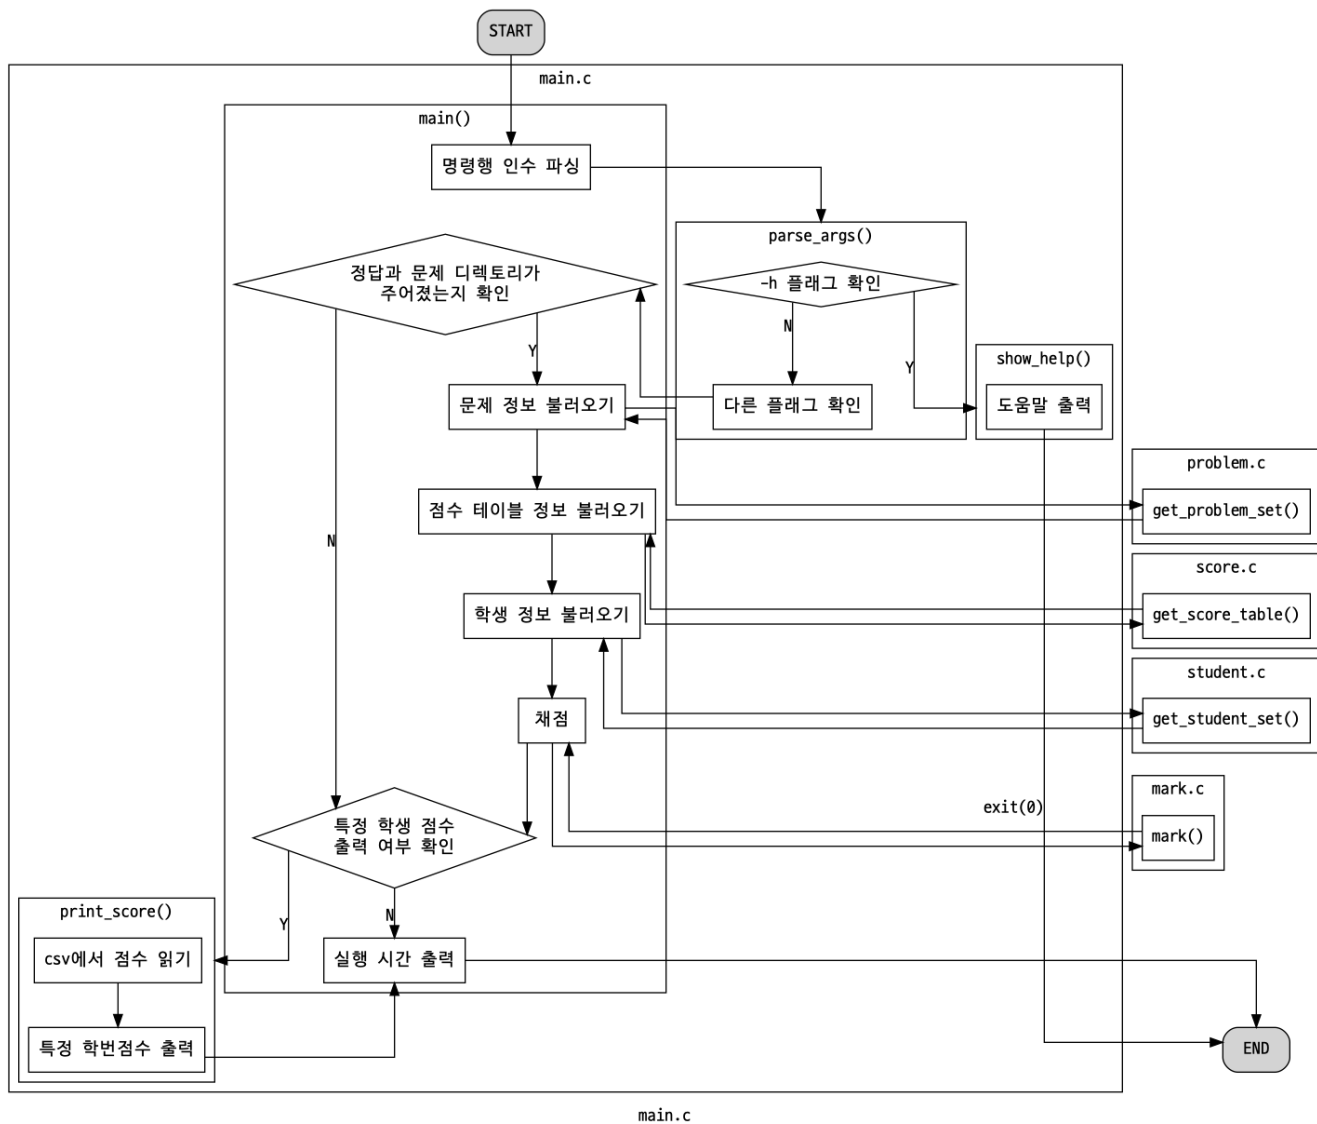 START
main.c
main()
명령행 인수 파싱
parse_args()
정답과 문제 디렉토리가
주어졌는지 확인
-h 플래그 확인
N
Y
Y
show_help()
문제 정보 불러오기
다른 플래그 확인
도움말 출력
problem.c
get_problem_set()
점수 테이블 정보 불러오기
N
score.c
get_score_table()
학생 정보 불러오기
student.c
get_student_set()
채점
mark.c
exit(0)
mark()
특정 학생 점수
출력 여부 확인
print_score()
Y
N
csv에서 점수 읽기
실행 시간 출력
특정 학번점수 출력
END
main.c